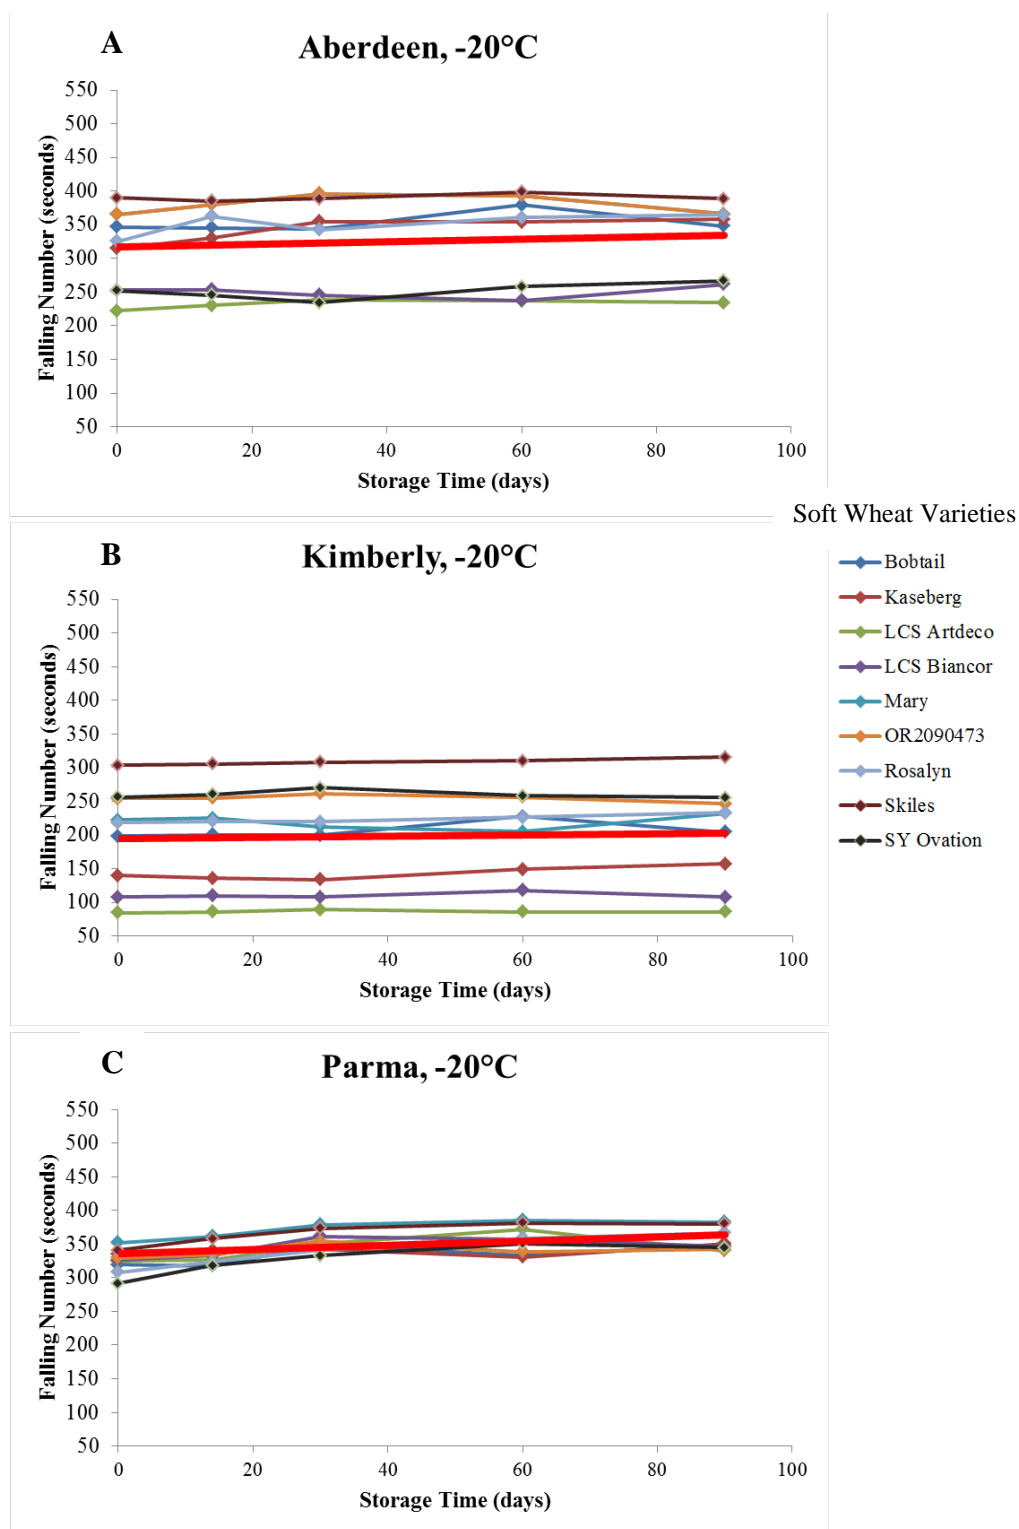 A
Aberdeen, -20°C
Falling Number (seconds)
550
500
450
400
350
300
250
200
150
100
50
0 20 40 60 80 100
Storage Time (days)
Soft Wheat Varieties
Bobtail
Kaseberg
LCS Artdeco
LCS Biancor
Mary
OR2090473
Rosalyn
Skiles
SY Ovation
B
Kimberly, -20°C
Falling Number (seconds)
550
500
450
400
350
300
250
200
150
100
50
0 20 40 60 80 100
Storage Time (days)
C
Parma, -20°C
Falling Number (seconds)
550
500
450
400
350
300
250
200
150
100
50
0 20 40 60 80 100
Storage Time (days)